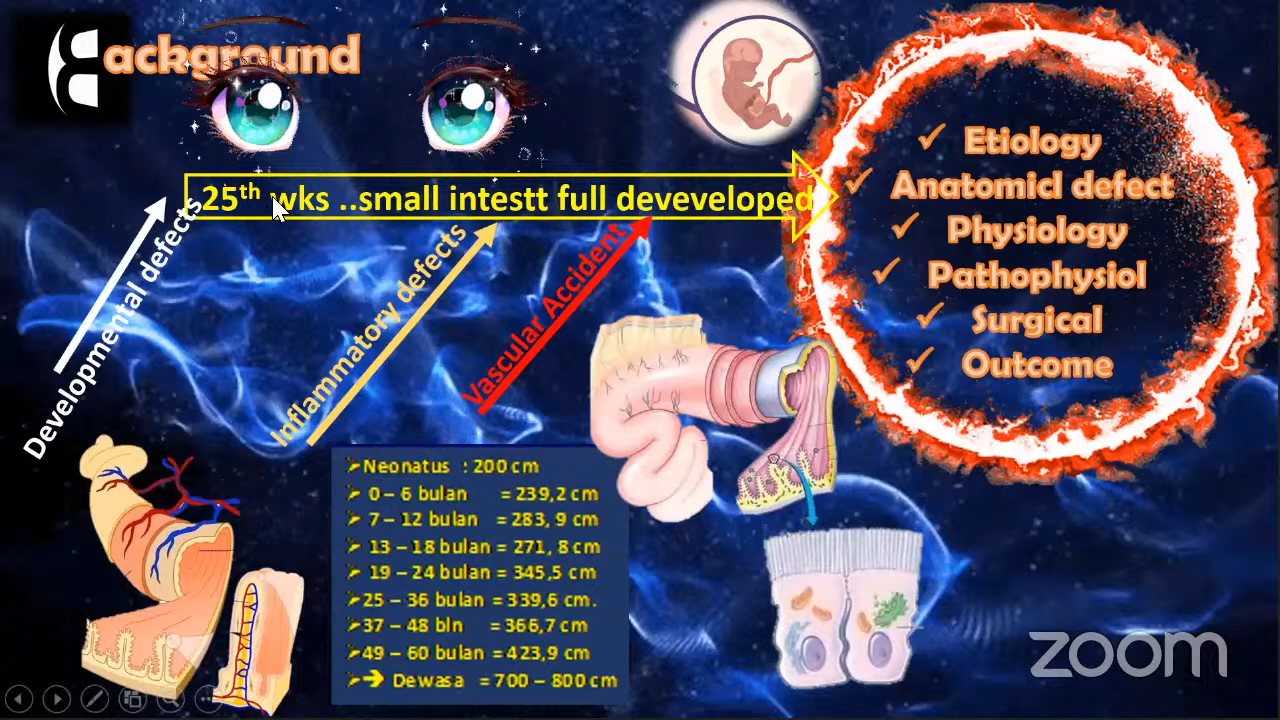 Background
25th wks ..small intestt full deveveloped
Developmental defects
Inflammatory defects
Vascular Accident
✓ Etiology
✓ Anatomicl defect
✓ Physiology
✓ Pathophysiol
✓ Surgical
✓ Outcome
➢Neonatus : 200 cm
➢ 0 – 6 bulan = 239,2 cm
➢ 7 – 12 bulan = 283, 9 cm
➢ 13 – 18 bulan = 271, 8 cm
➢ 19 – 24 bulan = 345,5 cm
➢25 – 36 bulan = 339,6 cm.
➢37 – 48 bln = 366,7 cm
➢49 – 60 bulan = 423,9 cm
➢➔ Dewasa = 700 – 800 cm
zoom